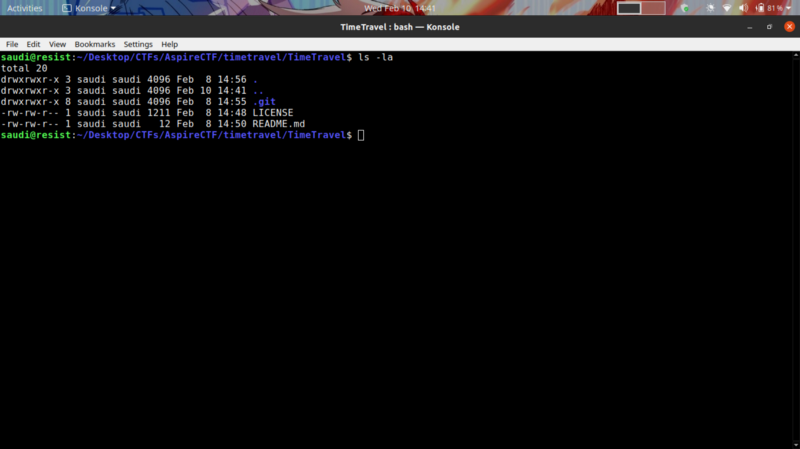 Activities Konsole Wed Feb 10, 14:41 81%
TimeTravel : bash — Konsole
File Edit View Bookmarks Settings Help
saudi@resist:~/Desktop/CTFs/AspireCTF/timetravel/TimeTravel$ ls -la
total 20
drwxrwxr-x 3 saudi saudi 4096 Feb  8 14:56 .
drwxrwxr-x 3 saudi saudi 4096 Feb 10 14:41 ..
drwxrwxr-x 8 saudi saudi 4096 Feb  8 14:55 .git
-rw-rw-r-- 1 saudi saudi 1211 Feb  8 14:48 LICENSE
-rw-rw-r-- 1 saudi saudi   12 Feb  8 14:50 README.md
saudi@resist:~/Desktop/CTFs/AspireCTF/timetravel/TimeTravel$